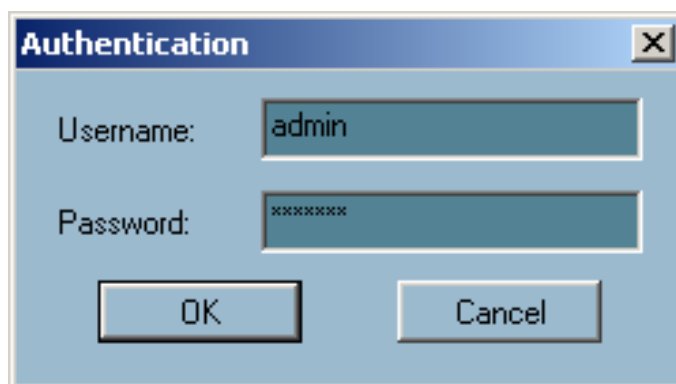 Authentication
Username: admin
Password: *******
OK Cancel